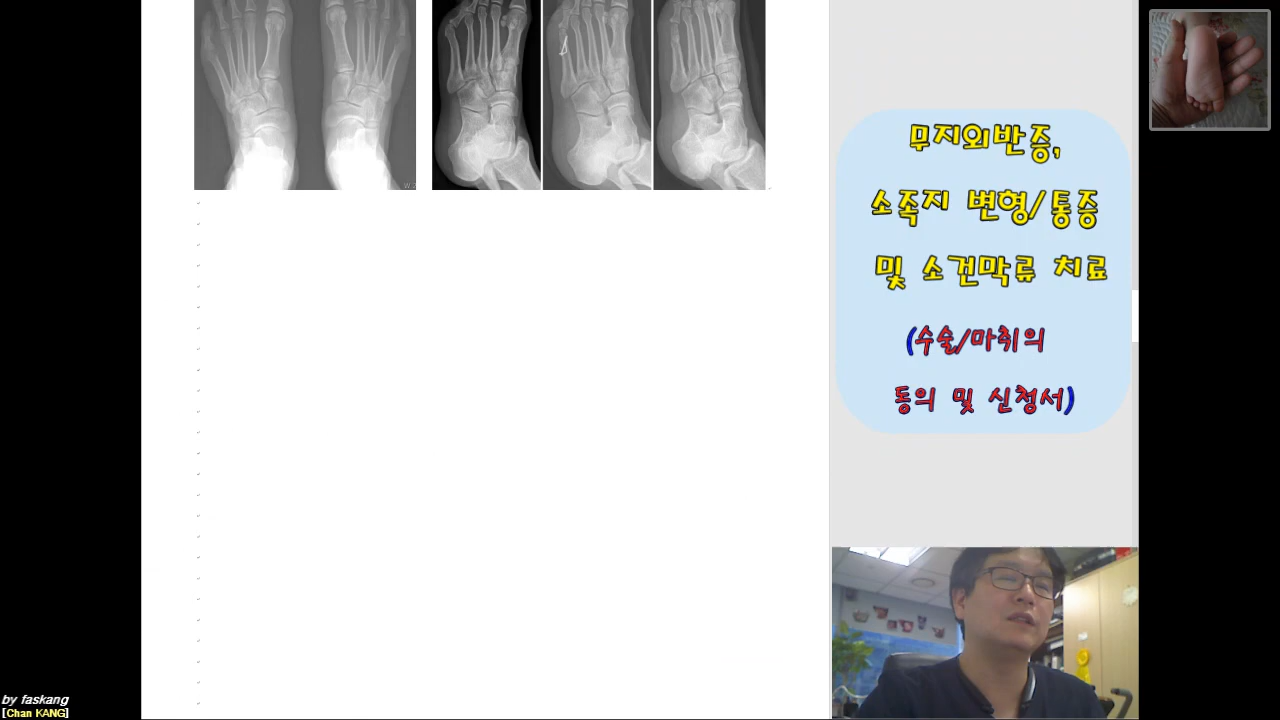 무지외반증,
소족지 변형/통증
및 소건막류 치료
(수술/마취의
동의 및 신청서)
by faskang
[Chan KANG]